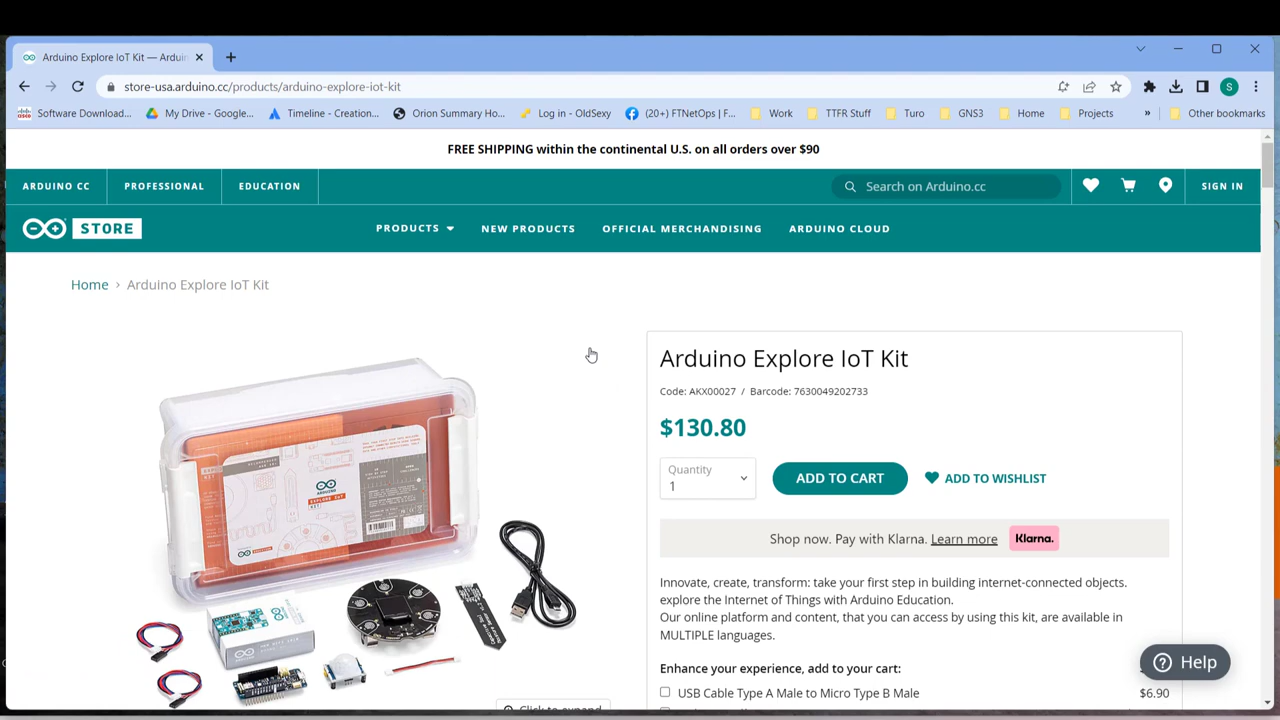 Arduino Explore IoT Kit — Arduin
store-usa.arduino.cc/products/arduino-explore-iot-kit
S
Software Download...
My Drive - Google...
Timeline - Creation...
Orion Summary Ho...
Log in - OldSexy
(20+) FTNetOps | F...
Work
TTFR Stuff
Turo
GNS3
Home
Projects
»
Other bookmarks
FREE SHIPPING within the continental U.S. on all orders over $90
ARDUINO CC
PROFESSIONAL
EDUCATION
Search on Arduino.cc
SIGN IN
STORE
PRODUCTS
NEW PRODUCTS
OFFICIAL MERCHANDISING
ARDUINO CLOUD
Home › Arduino Explore IoT Kit
Arduino Explore IoT Kit
Code: AKX00027 / Barcode: 7630049202733
$130.80
Quantity
1
ADD TO CART
ADD TO WISHLIST
Shop now. Pay with Klarna. Learn more
Klarna.
Innovate, create, transform: take your first step in building internet-connected objects.
explore the Internet of Things with Arduino Education.
Our online platform and content, that you can access by using this kit, are available in
MULTIPLE languages.
Enhance your experience, add to your cart:
USB Cable Type A Male to Micro Type B Male
$6.90
Help
ARDUINO
EXPLORE IoT
KIT
Click to expand